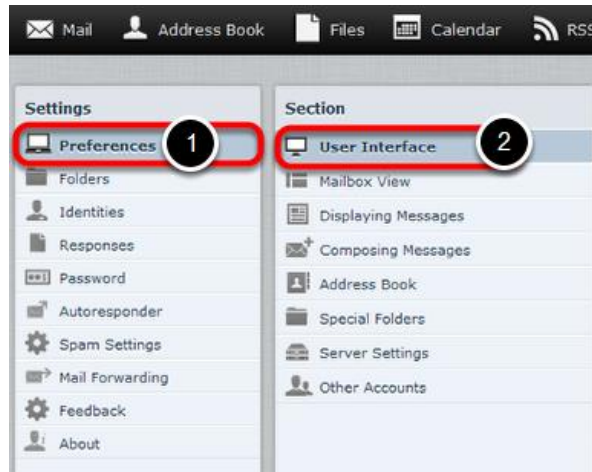 Mail Address Book Files Calendar RSS
Settings
Preferences 1
Folders
Identities
Responses
Password
Autoresponder
Spam Settings
Mail Forwarding
Feedback
About
Section
User Interface 2
Mailbox View
Displaying Messages
Composing Messages
Address Book
Special Folders
Server Settings
Other Accounts